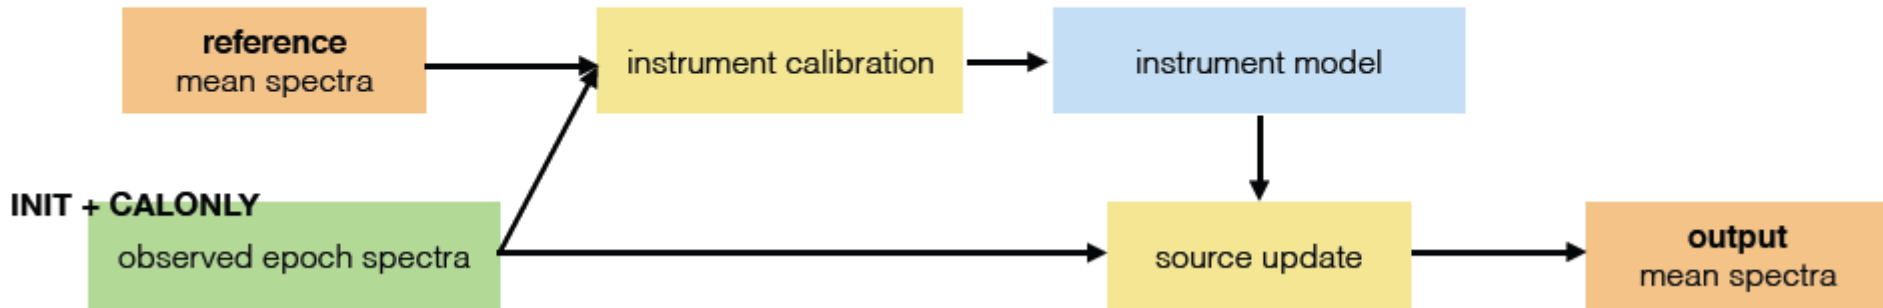 reference
mean spectra
instrument calibration
instrument model
INIT + CALONLY
observed epoch spectra
source update
output
mean spectra